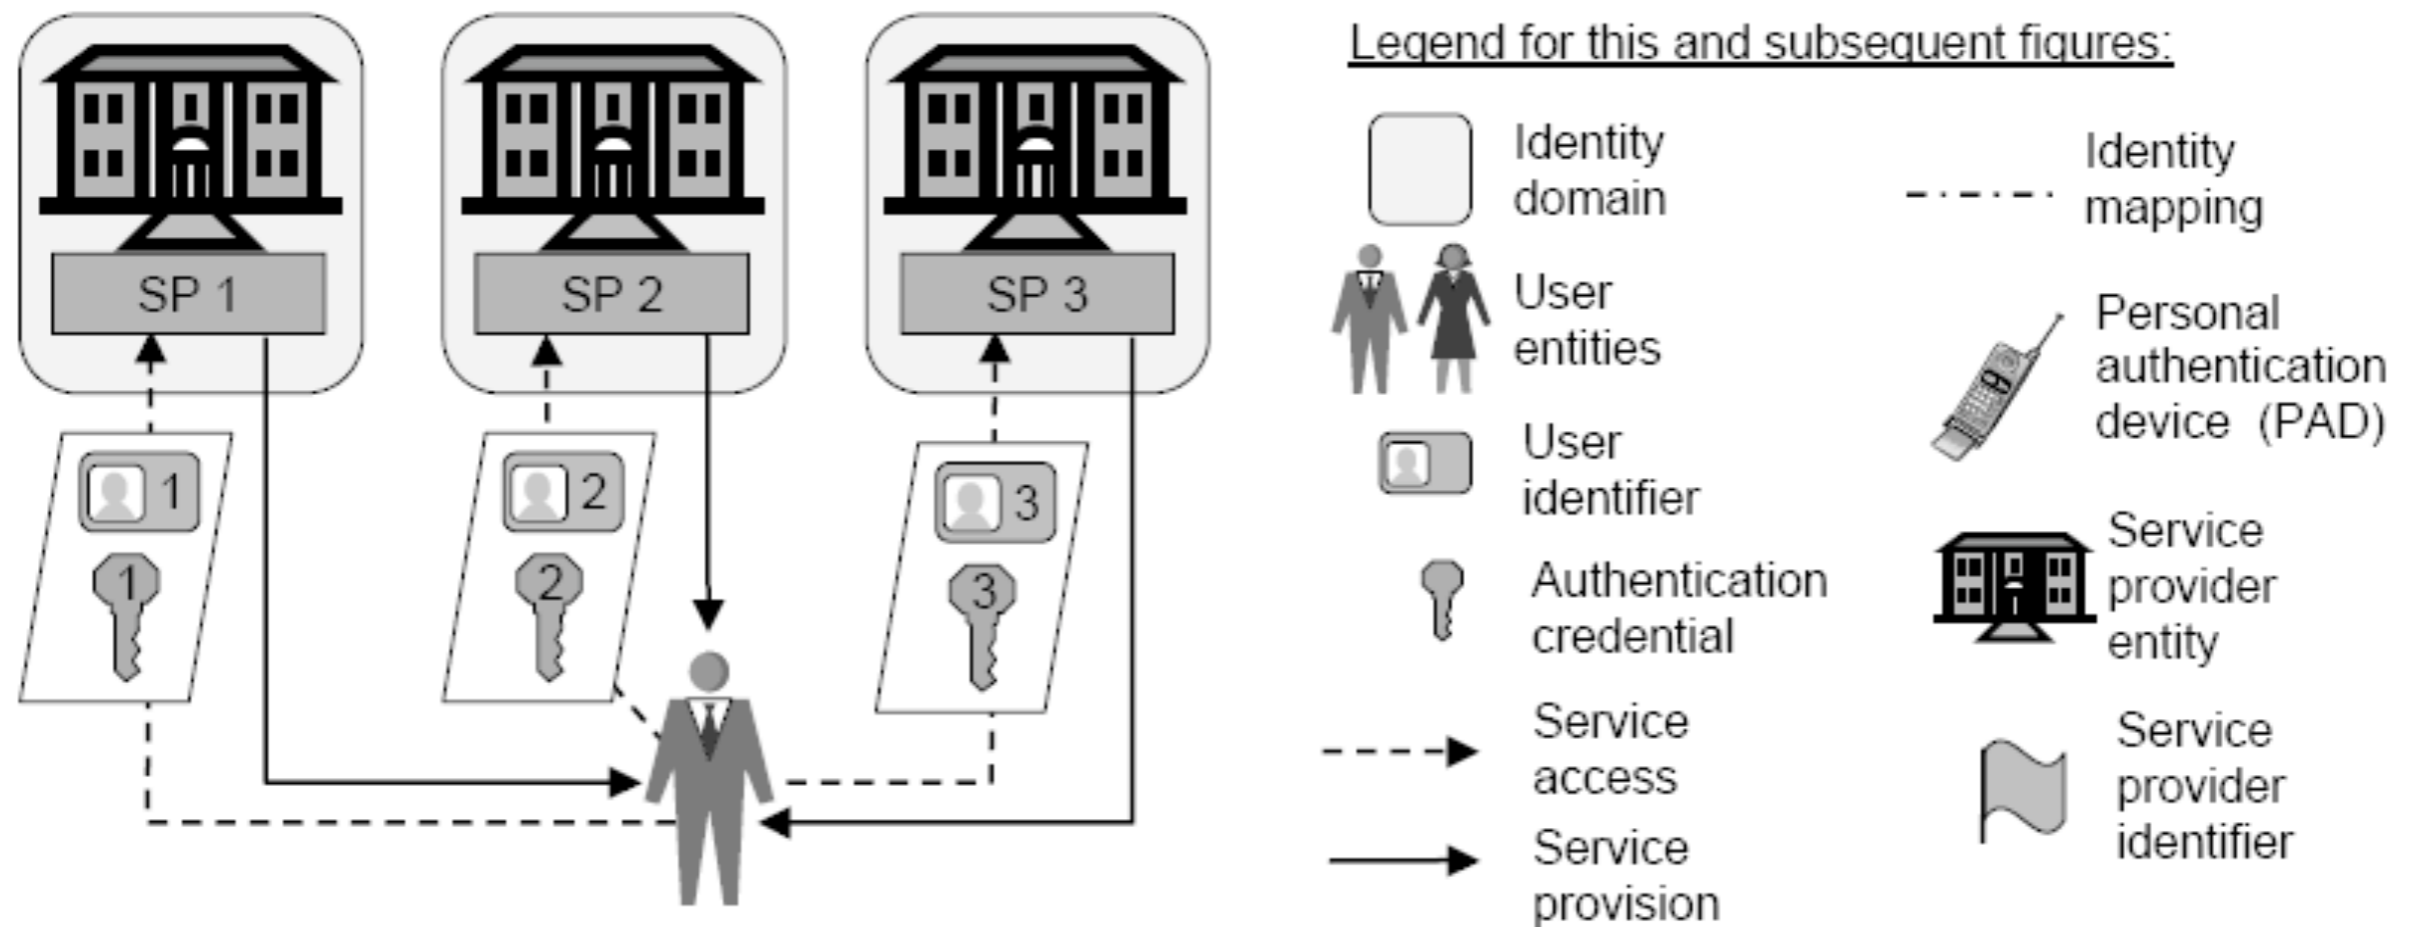 SP 1
SP 2
SP 3
1
1
2
2
3
3
Legend for this and subsequent figures:
Identity
domain
User
entities
User
identifier
Authentication
credential
Service
access
Service
provision
Identity
mapping
Personal
authentication
device (PAD)
Service
provider
entity
Service
provider
identifier